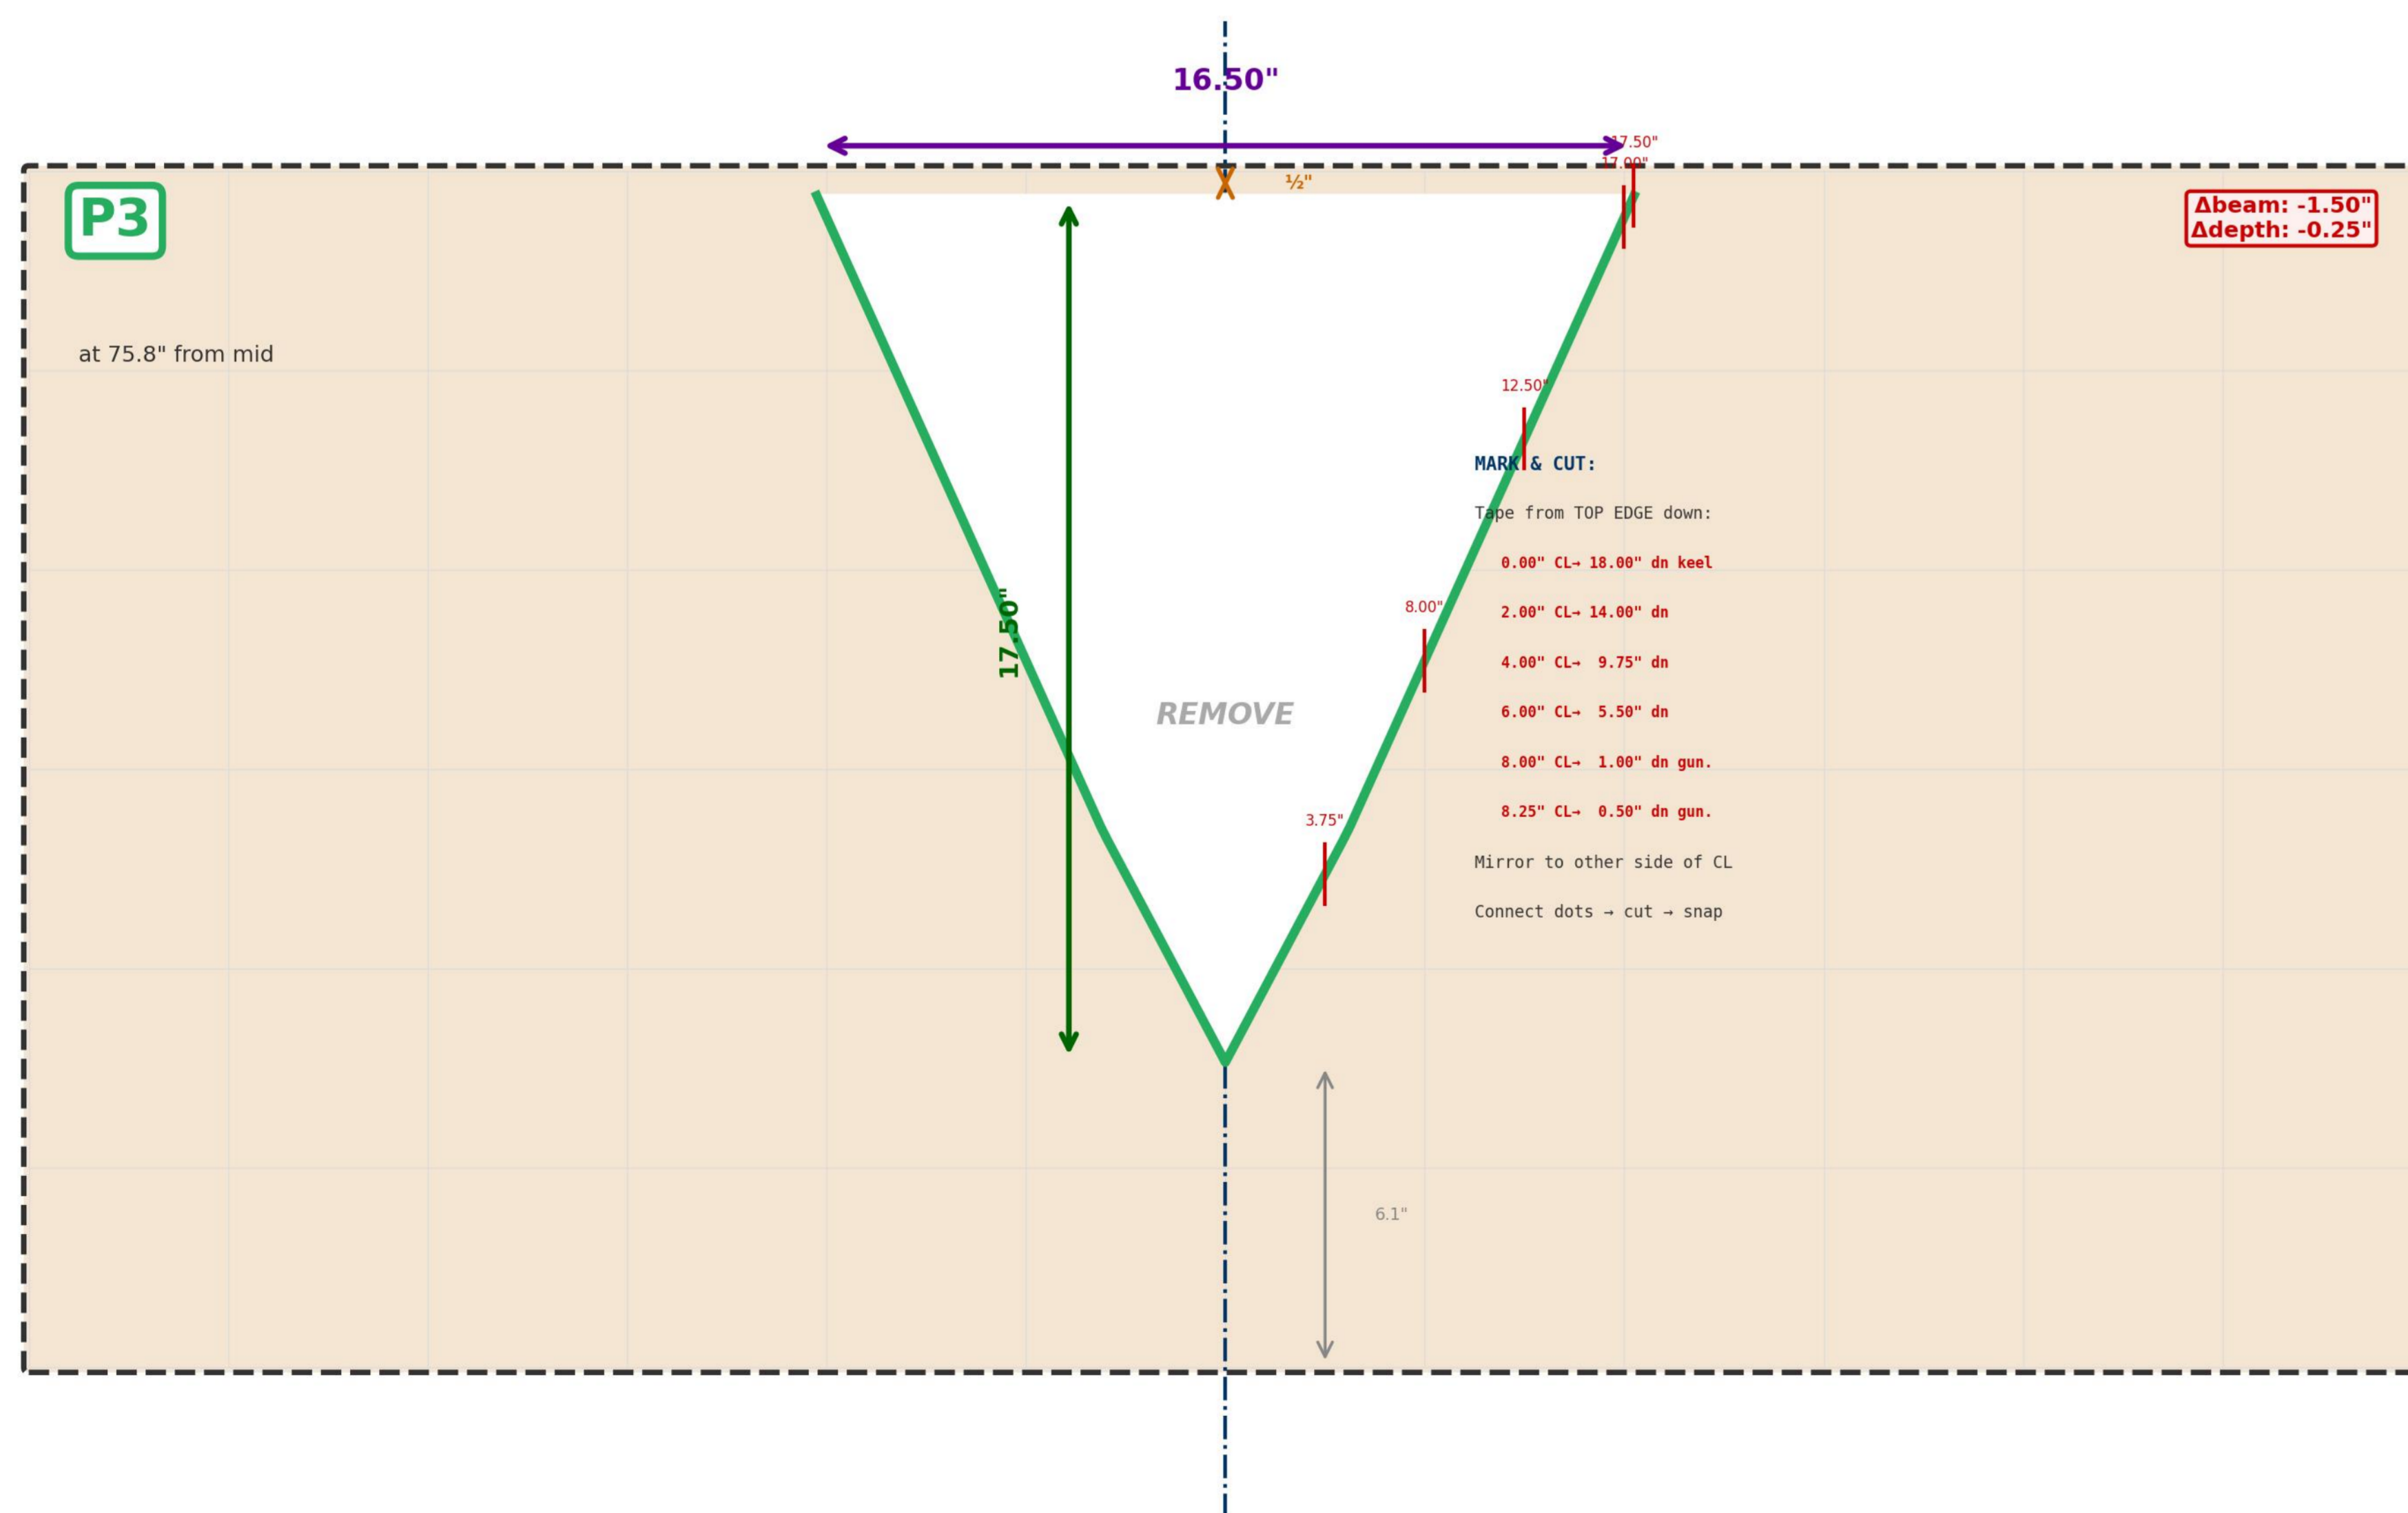 16.50"
17.50"
17.00"
½"
P3
Δbeam: -1.50"
Δdepth: -0.25"
at 75.8" from mid
12.50"
MARK & CUT:
Tape from TOP EDGE down:
0.00" CL→ 18.00" dn keel
8.00"
2.00" CL→ 14.00" dn
17.50"
4.00" CL→  9.75" dn
REMOVE
6.00" CL→  5.50" dn
8.00" CL→  1.00" dn gun.
3.75"
8.25" CL→  0.50" dn gun.
Mirror to other side of CL
Connect dots → cut → snap
6.1"